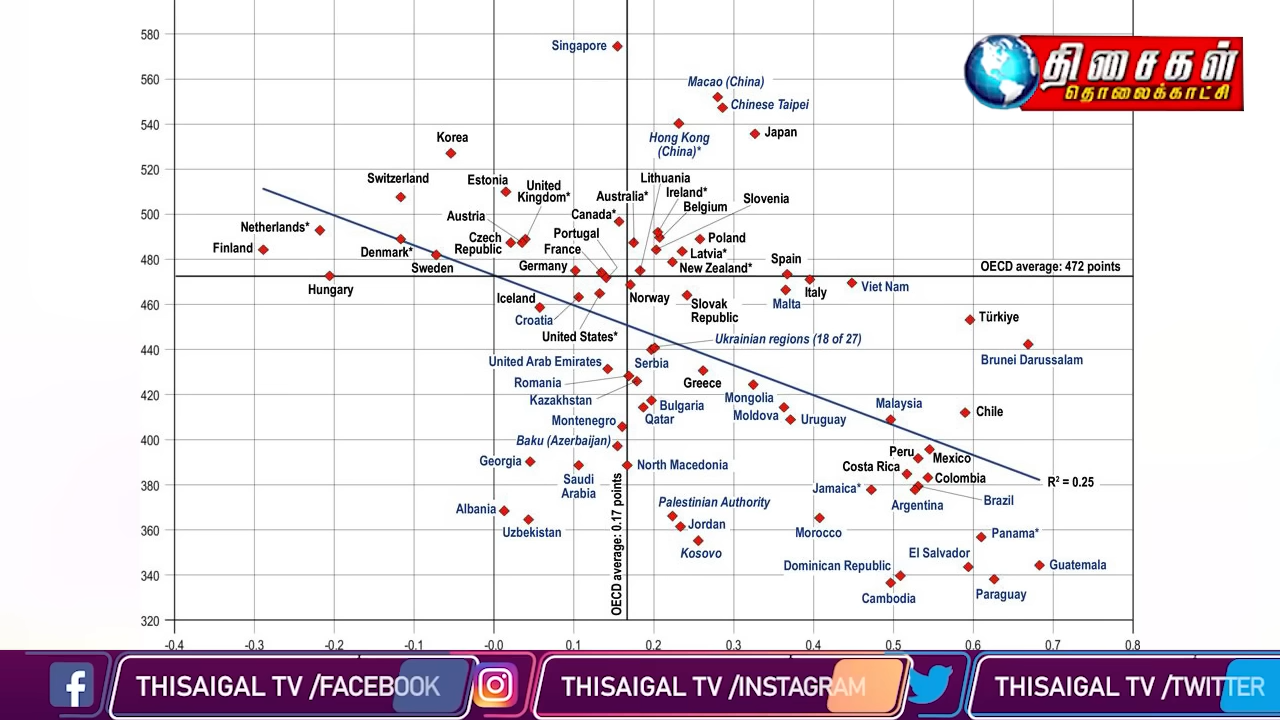 580
Singapore
திசைகள்
தொலைக்காட்சி
560
Macao (China)
Chinese Taipei
540
Korea
Hong Kong
(China)*
Japan
520
Switzerland
Estonia
United
Kingdom*
Lithuania
Australia*
Ireland*
Belgium
Slovenia
500
Netherlands*
Austria
Canada*
Finland
Denmark*
Czech
Republic
Portugal
France
Poland
Latvia*
480
Sweden
Germany
New Zealand*
Spain
OECD average: 472 points
Hungary
Iceland
Norway
Malta
Italy
Viet Nam
460
Croatia
Slovak
Republic
Türkiye
United States*
Ukrainian regions (18 of 27)
440
United Arab Emirates
Serbia
Brunei Darussalam
Romania
Greece
420
Kazakhstan
Mongolia
Bulgaria
Qatar
Moldova
Uruguay
Malaysia
Chile
Montenegro
400
Baku (Azerbaijan)
Georgia
North Macedonia
Peru
Mexico
Costa Rica
Colombia
380
Saudi
Arabia
Jamaica*
Brazil
R² = 0.25
Argentina
Albania
Palestinian Authority
Uzbekistan
Jordan
Morocco
Panama*
360
Kosovo
El Salvador
Dominican Republic
Guatemala
340
Cambodia
Paraguay
OECD average: 0.17 points
320
-0.4 -0.3 -0.2 -0.1 -0.0 0.1 0.2 0.3 0.4 0.5 0.6 0.7 0.8
THISAIGAL TV /FACEBOOK
THISAIGAL TV /INSTAGRAM
THISAIGAL TV /TWITTER